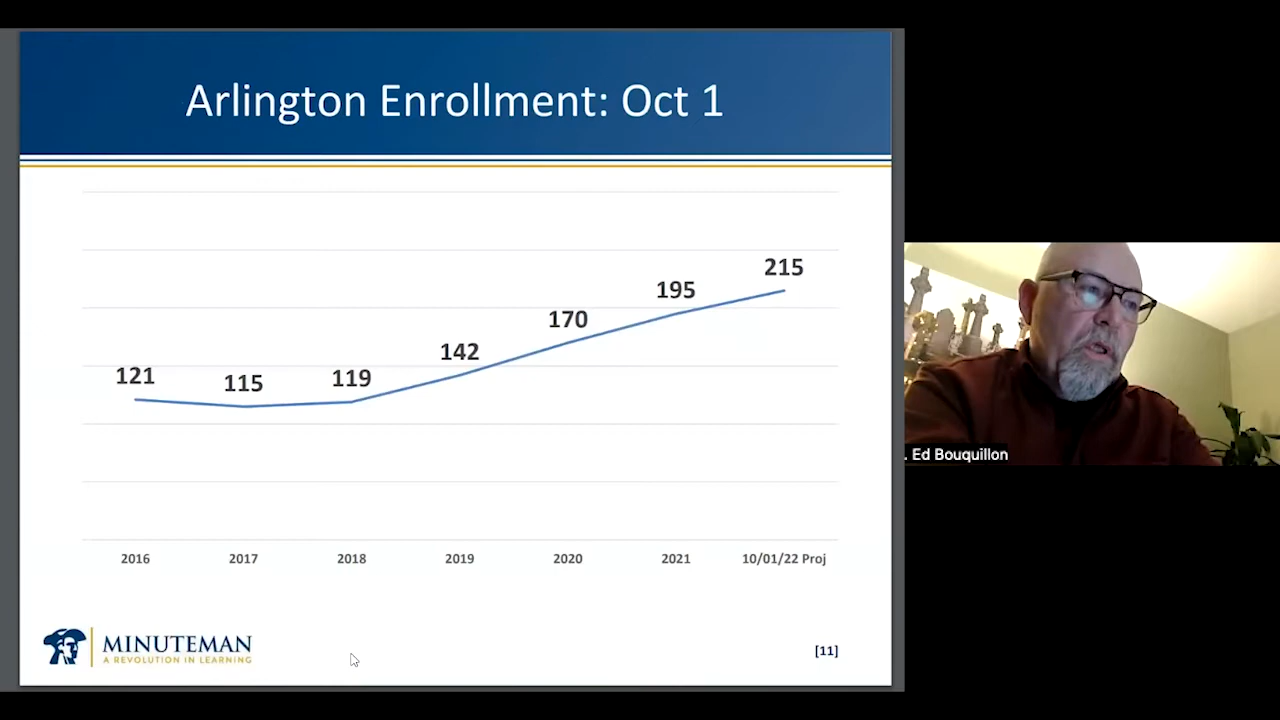 Arlington Enrollment: Oct 1
121
115
119
142
170
195
215
2016
2017
2018
2019
2020
2021
10/01/22 Proj
MINUTEMAN
A REVOLUTION IN LEARNING
[11]
. Ed Bouquillon